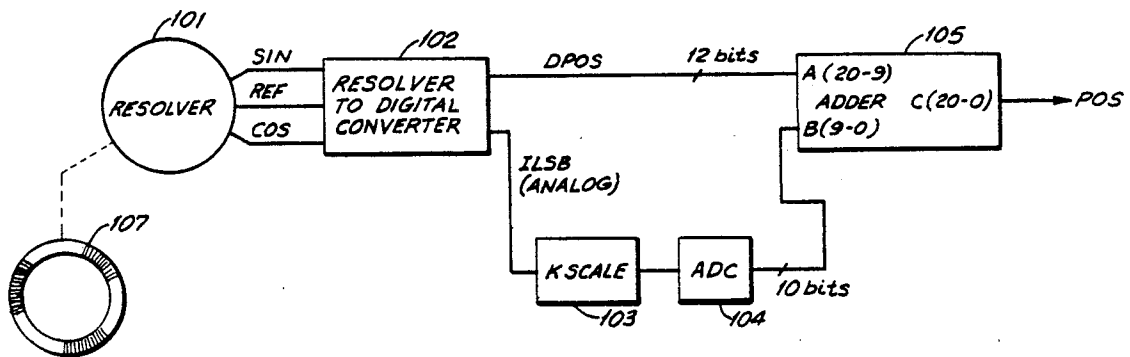 101
RESOLVER
SIN
REF
COS
102
RESOLVER
TO DIGITAL
CONVERTER
DPOS
12 bits
105
A (20-9)
ADDER C(20-0)
B(9-0)
POS
ILSB
(ANALOG)
107
K SCALE
103
ADC
104
10 bits